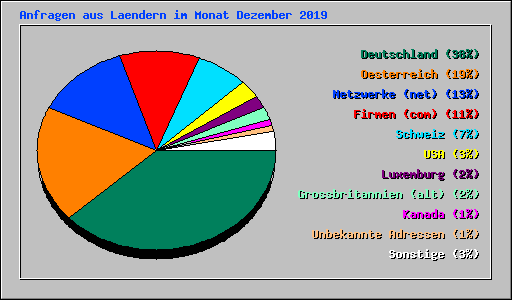 Anfragen aus Laendern im Monat Dezember 2019
Deutschland (38%)
Oesterreich (19%)
Netzwerke (net) (13%)
Firmen (com) (11%)
Schweiz (7%)
USA (3%)
Luxemburg (2%)
Grossbritannien (alt) (2%)
Kanada (1%)
Unbekannte Adressen (1%)
Sonstige (3%)